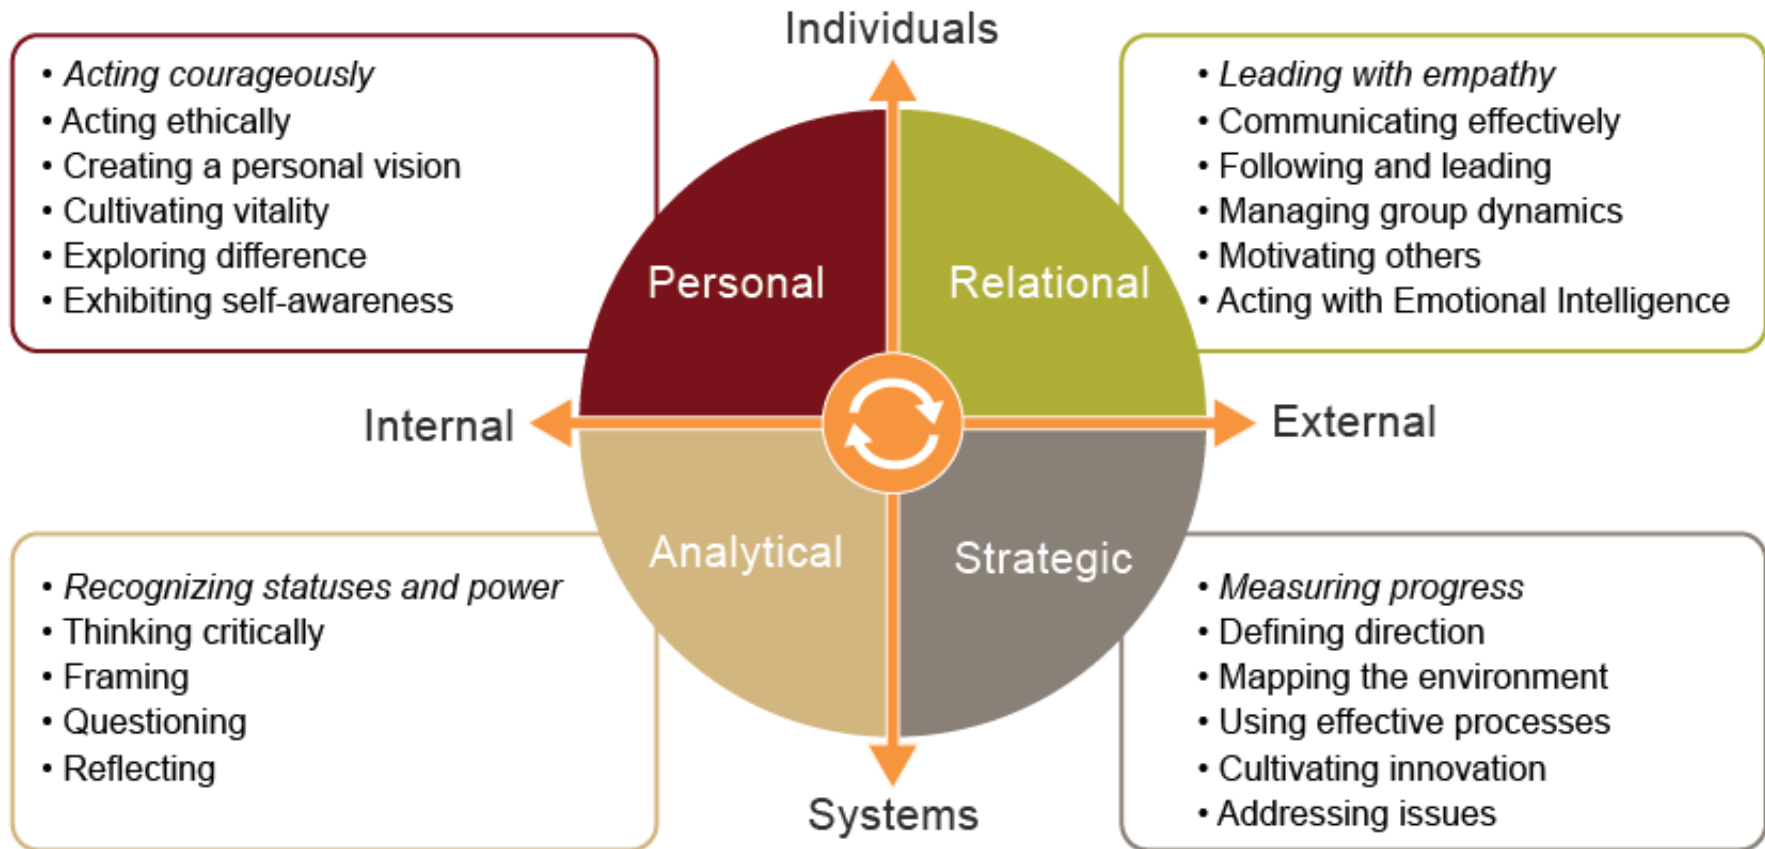 Individuals
• Acting courageously
• Acting ethically
• Creating a personal vision
• Cultivating vitality
• Exploring difference
• Exhibiting self-awareness
• Leading with empathy
• Communicating effectively
• Following and leading
• Managing group dynamics
• Motivating others
• Acting with Emotional Intelligence
Personal
Relational
Internal
External
Analytical
Strategic
• Recognizing statuses and power
• Thinking critically
• Framing
• Questioning
• Reflecting
• Measuring progress
• Defining direction
• Mapping the environment
• Using effective processes
• Cultivating innovation
• Addressing issues
Systems